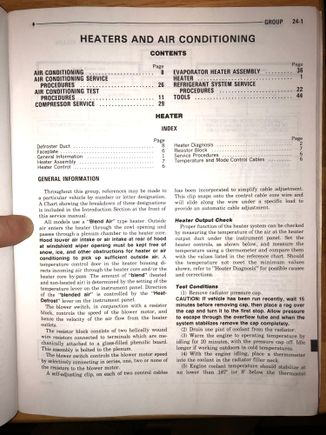 GROUP 24-1
HEATERS AND AIR CONDITIONING
CONTENTS
Page
AIR CONDITIONING 8
AIR CONDITIONING SERVICE
PROCEDURES 26
AIR CONDITIONING TEST
PROCEDURES 11
COMPRESSOR SERVICE 29
Page
EVAPORATOR HEATER ASSEMBLY 36
HEATER 1
REFRIGERANT SYSTEM SERVICE
PROCEDURES 22
TOOLS 44
HEATER
INDEX
Page
Defroster Duct 8
Faceplate 6
General Information 1
Heater Assembly 7
Heater Control 6
Page
Heater Diagnosis 2
Resistor Block 7
Service Procedures 6
Temperature and Mode Control Cables 6
GENERAL INFORMATION
Throughout this group, references may be made to
a particular vehicle by number or letter designation.
A Chart showing the breakdown of these designations
is included in the Introduction Section at the front of
this service manual.
All models use a "Blend Air" type heater. Outside
air enters the heater through the cowl opening and
passes through a plenum chamber to the heater core.
Hood louver air intake or air intake at rear of hood
at windshield wiper opening must be kept free of
snow, ice, and other obstructions for heater or air
conditioning to pick up sufficient outside air. A
temperature control door in the heater housing di-
rects incoming air through the heater core and/or the
heater core by pass. The amount of "blend" (heated
and non-heated air) is determined by the setting of the
temperature lever on the instrument panel. Direction
of the "blended air" is controlled by the "Heat-
Defrost" lever on the instrument panel.
The blower switch, in conjunction with a resistor
block, controls the speed of the blower motor, and
hence the velocity of the air flow from the heater
outlets.
The resistor block consists of two helically wound
wire resistors connected to terminals which are me-
chanically attached to a glass-filled phenolic board.
This assembly is bolted to the plenum.
The blower switch controls the blower motor speed
by selectively connecting in series, one, two or none of
the resistors to the blower motor.
A self-adjusting clip, on each of two control cables
has been incorporated to simplify cable adjustment.
This clip snaps onto the control cable core wire and
will slide along the wire under a specific load to
provide an automatic cable adjustment.
Heater Output Check
Proper function of the heater system can be checked
by measuring the temperature of the air at the heater
output duct under the instrument panel. Set the
heater controls, as shown below, and measure the
temperature using a thermometer and compare them
with the values listed in the reference chart. Should
the temperature not meet the minimum values
shown, refer to "Heater Diagnosis" for possible causes
and corrections.
Test Conditions
(1) Remove radiator pressure cap.
CAUTION: If vehicle has been run recently, wait 15
minutes before removing cap, then place a rag over
the cap and turn it to the first stop. Allow pressure
to escape through the overflow tube and when the
system stabilizes remove the cap completely.
(2) Drain one pint of coolant from the radiator.
(3) Warm the engine to operating temperature by
idling for 20 minutes, with the pressure cap off. Idle
longer if working outdoors in cold temperatures.
(4) With the engine idling, place a thermometer
into the coolant in the radiator filler neck.
(5) Engine coolant temperature should stabilize at
no lower than 187° (or 8° below the thermostat